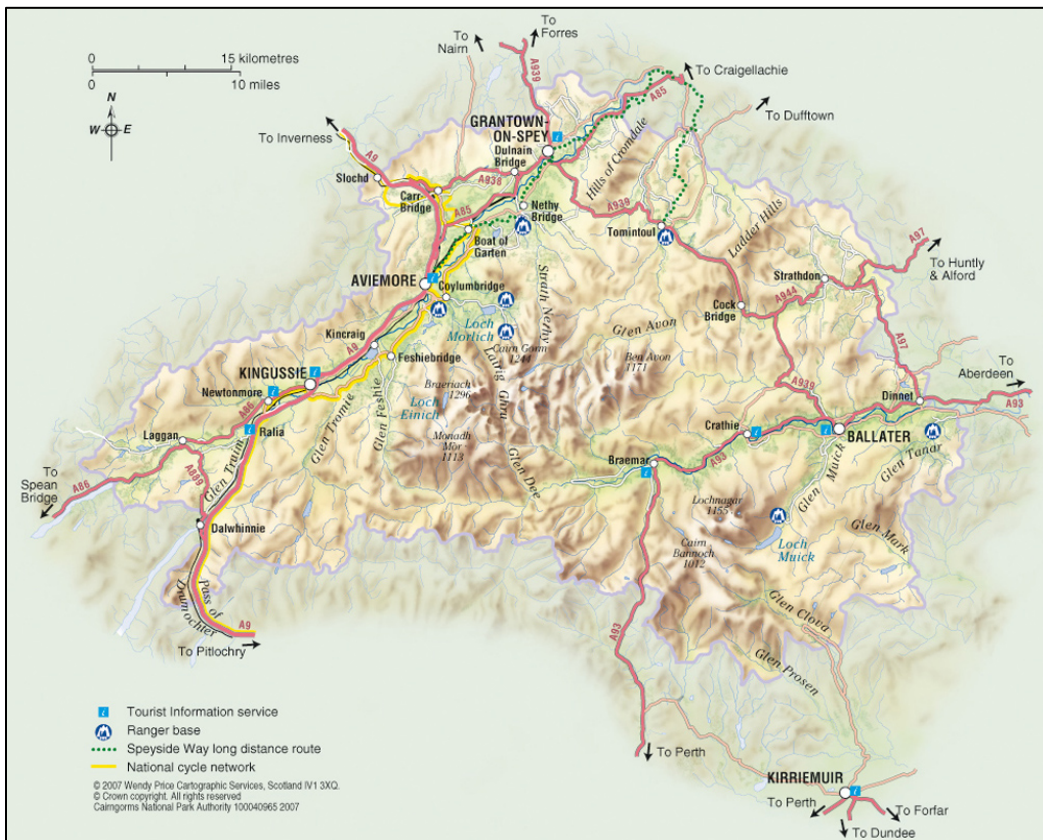 0 15 kilometres
0 10 miles
N
W E
To
Nairn
To
Forres
A939
To Craigellachie
A85
To Dufftown
To Inverness
A9
GRANTOWN-
ON-SPEY
Dulnain
Bridge
Hills of Cromdale
Slochd
A938
Carr-
Bridge
A85
Nethy
Bridge
A939
Tomintoul
Ladder Hills
A97
To Huntly
& Alford
Boat of
Garten
Strathdon
AVIEMORE
Coylumbridge
Strath Nethy
A944
Cock
Bridge
Glen Avon
A97
Loch
Morlich
Kincraig
A9
Cairn Gorm
1244
Ben Avon
1171
Feshiebridge
Lairig Ghru
To
Aberdeen
A93
KINGUSSIE
Braeriach
1296
A939
Dinnet
Newtonmore
Loch
Einich
Glen Feshie
Glen Tromie
A86
Crathie
BALLATER
Laggan
Ralia
Monadh
Mor
1113
Glen Dee
Braemar
A93
Glen Muick
Glen Tanar
To
Spean
Bridge
A86
A889
Glen Truim
Lochnagar
1155
Dalwhinnie
Cairn
Bannoch
1012
Loch
Muick
Glen Mark
Pass of
Drumochter
A9
To Pitlochry
A93
Glen Clova
Glen Prosen
To Perth
KIRRIEMUIR
To Perth
To Forfar
To Dundee
i Tourist Information service
Ranger base
Speyside Way long distance route
National cycle network
© 2007 Wendy Price Cartographic Services, Scotland IV1 3XQ.
© Crown copyright. All rights reserved
Cairngorms National Park Authority 100040965 2007